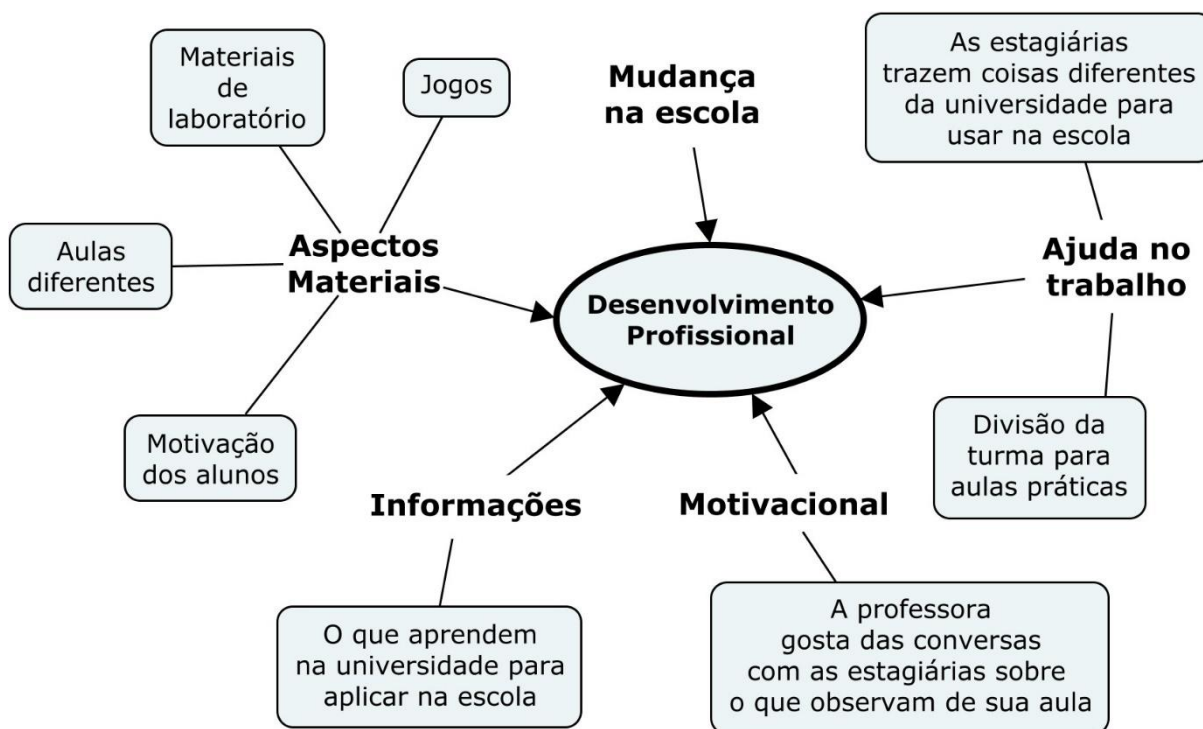 Materiais
de
laboratório
Jogos
Mudança
na escola
As estagiárias
trazem coisas diferentes
da universidade para
usar na escola
Aulas
diferentes
Aspectos
Materiais
Desenvolvimento
Profissional
Ajuda no
trabalho
Motivação
dos alunos
Divisão da
turma para
aulas práticas
Informações
Motivacional
O que aprendem
na universidade para
aplicar na escola
A professora
gosta das conversas
com as estagiárias sobre
o que observam de sua aula